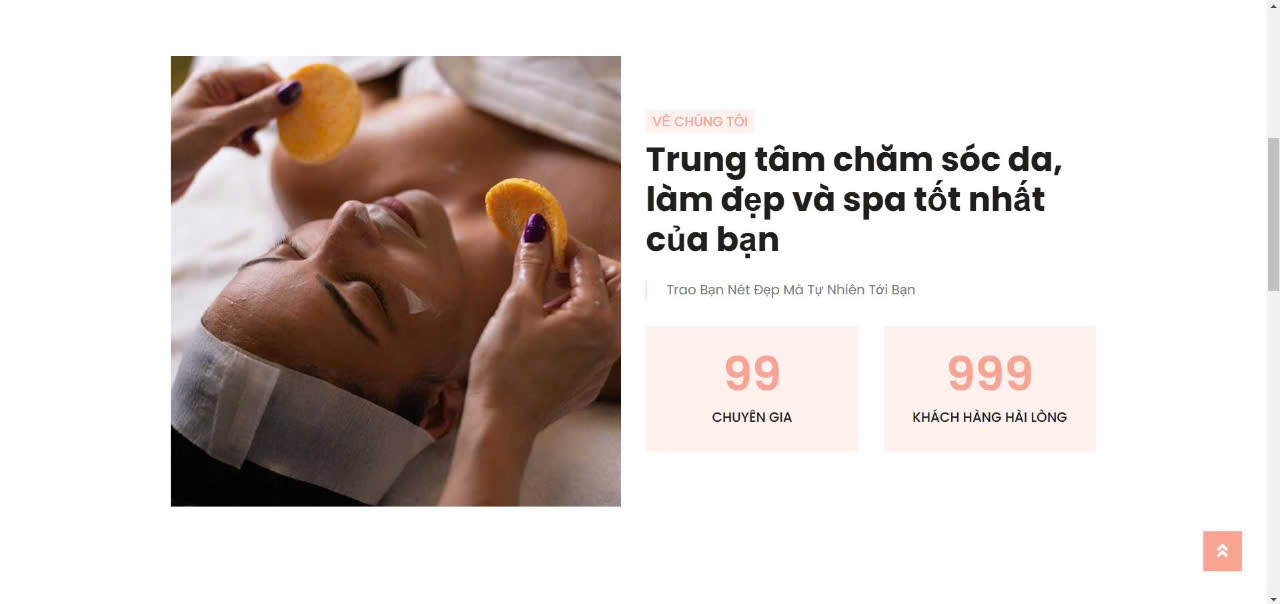 VỀ CHÚNG TÔI
Trung tâm chăm sóc da,
làm đẹp và spa tốt nhất
của bạn
Trao Bạn Nét Đẹp Mà Tự Nhiên Tới Bạn
99
CHUYÊN GIA
999
KHÁCH HÀNG HÀI LÒNG